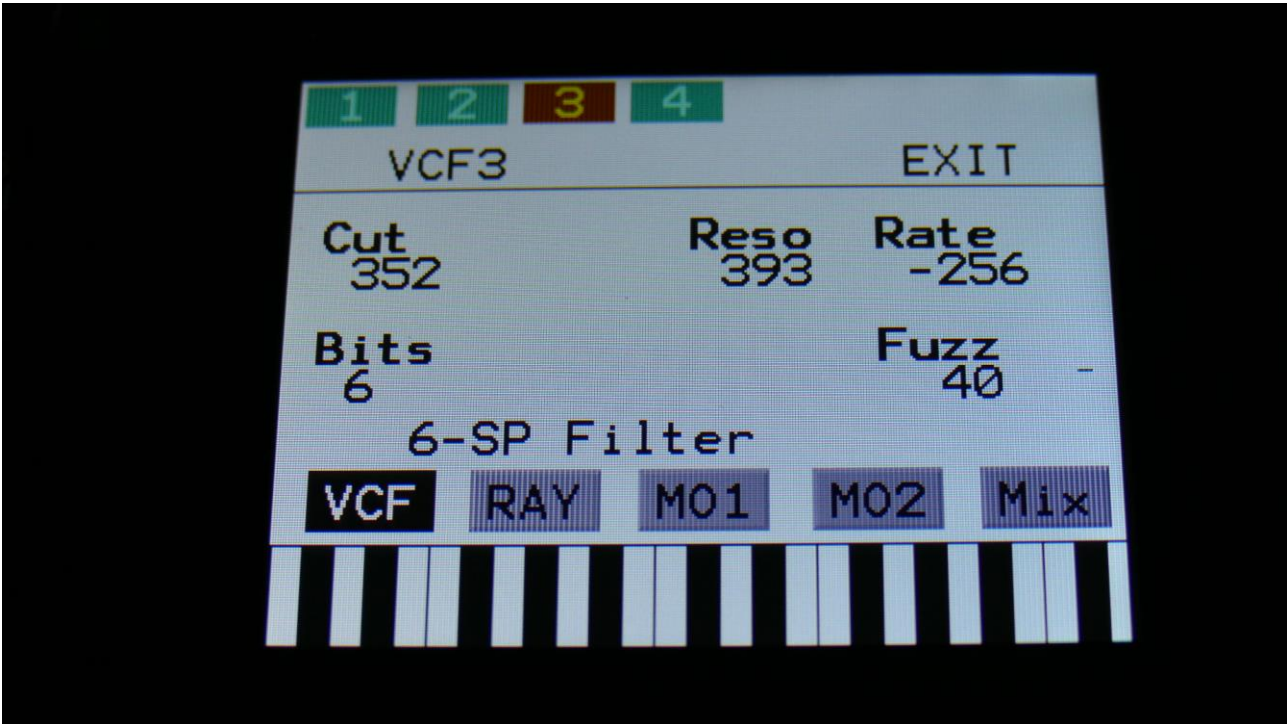 1 2 3 4
VCF3 EXIT
Cut Reso Rate
352 393 -256
Bits Fuzz
6 40 -
6-SP Filter
VCF RAY MO1 MO2 Mix